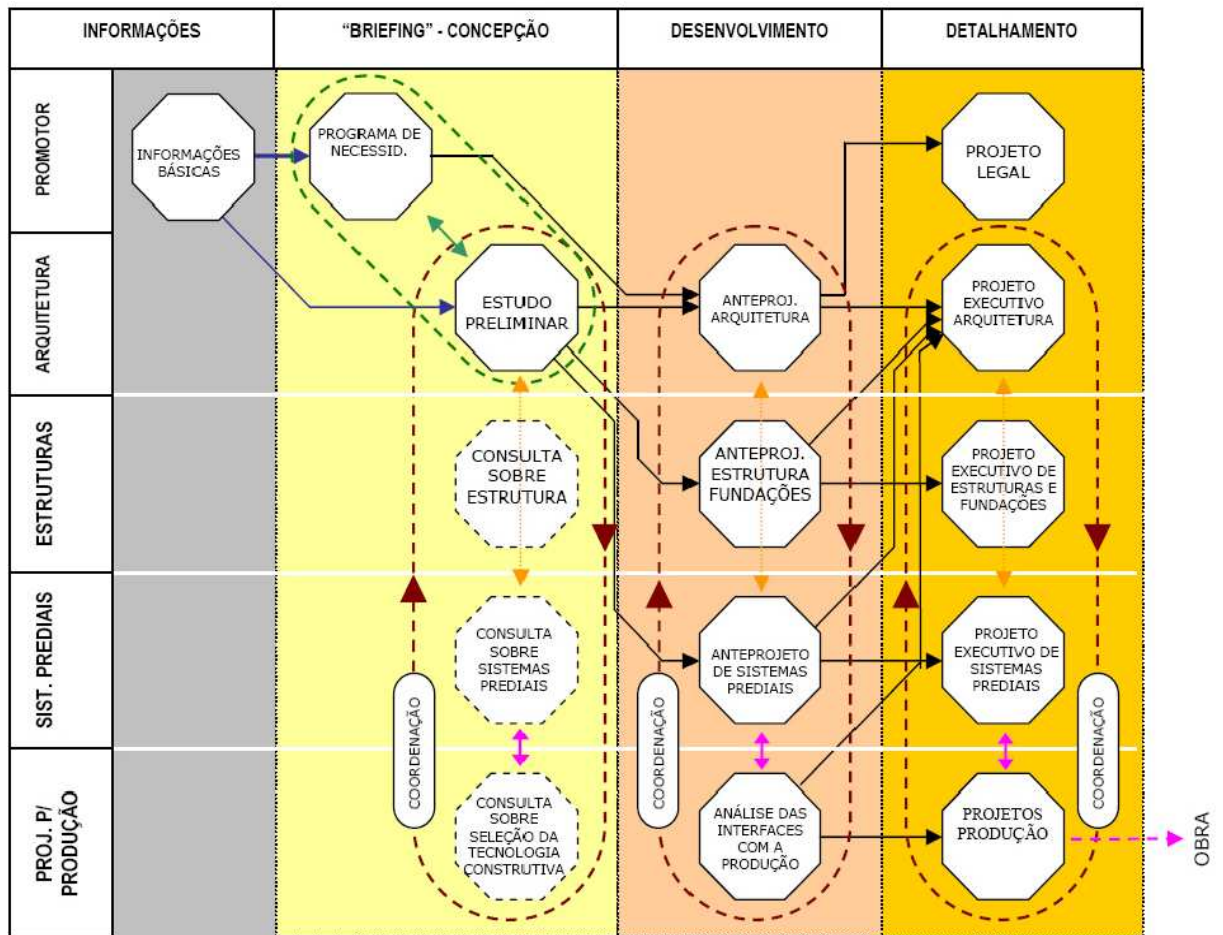 INFORMAÇÕES
“BRIEFING” - CONCEPÇÃO
DESENVOLVIMENTO
DETALHAMENTO
PROMOTOR
INFORMAÇÕES
BÁSICAS
PROGRAMA DE
NECESSID.
PROJETO
LEGAL
ARQUITETURA
ESTUDO
PRELIMINAR
ANTEPROJ.
ARQUITETURA
PROJETO
EXECUTIVO
ARQUITETURA
ESTRUTURAS
CONSULTA
SOBRE
ESTRUTURA
ANTEPROJ.
ESTRUTURA
FUNDAÇÕES
PROJETO
EXECUTIVO DE
ESTRUTURAS E
FUNDAÇÕES
SIST. PREDIAIS
CONSULTA
SOBRE
SISTEMAS
PREDIAIS
ANTEPROJETO
DE SISTEMAS
PREDIAIS
PROJETO
EXECUTIVO DE
SISTEMAS
PREDIAIS
COORDENAÇÃO
COORDENAÇÃO
COORDENAÇÃO
PROJ. P/
PRODUÇÃO
CONSULTA
SOBRE
SELEÇÃO DA
TECNOLOGIA
CONSTRUTIVA
ANÁLISE DAS
INTERFACES
COM A
PRODUÇÃO
PROJETOS
PRODUÇÃO
OBRA